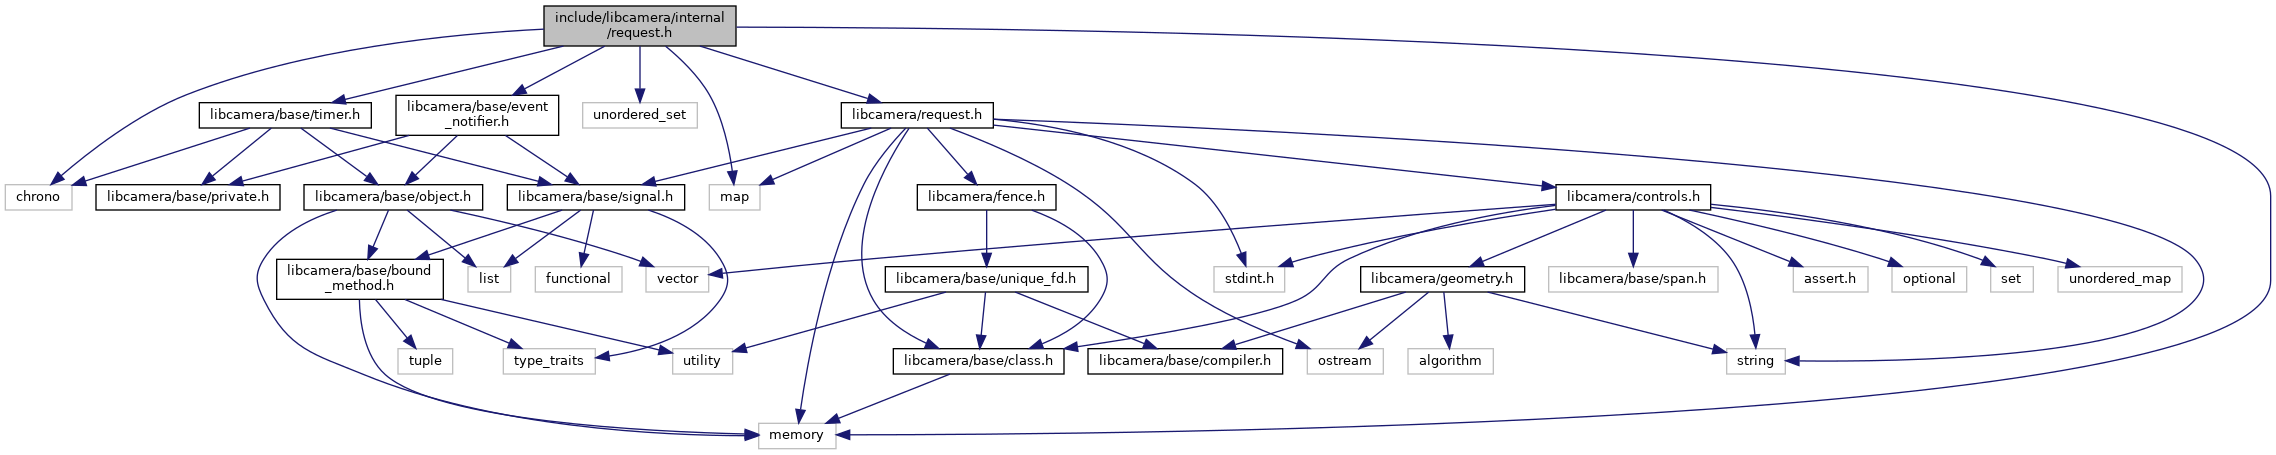 include/libcamera/internal
/request.h
libcamera/base/timer.h
libcamera/base/event
_notifier.h
unordered_set
libcamera/request.h
chrono
libcamera/base/private.h
libcamera/base/object.h
libcamera/base/signal.h
map
libcamera/fence.h
libcamera/controls.h
libcamera/base/bound
_method.h
list
functional
vector
libcamera/base/unique_fd.h
stdint.h
libcamera/geometry.h
libcamera/base/span.h
assert.h
optional
set
unordered_map
tuple
type_traits
utility
libcamera/base/class.h
libcamera/base/compiler.h
ostream
algorithm
string
memory